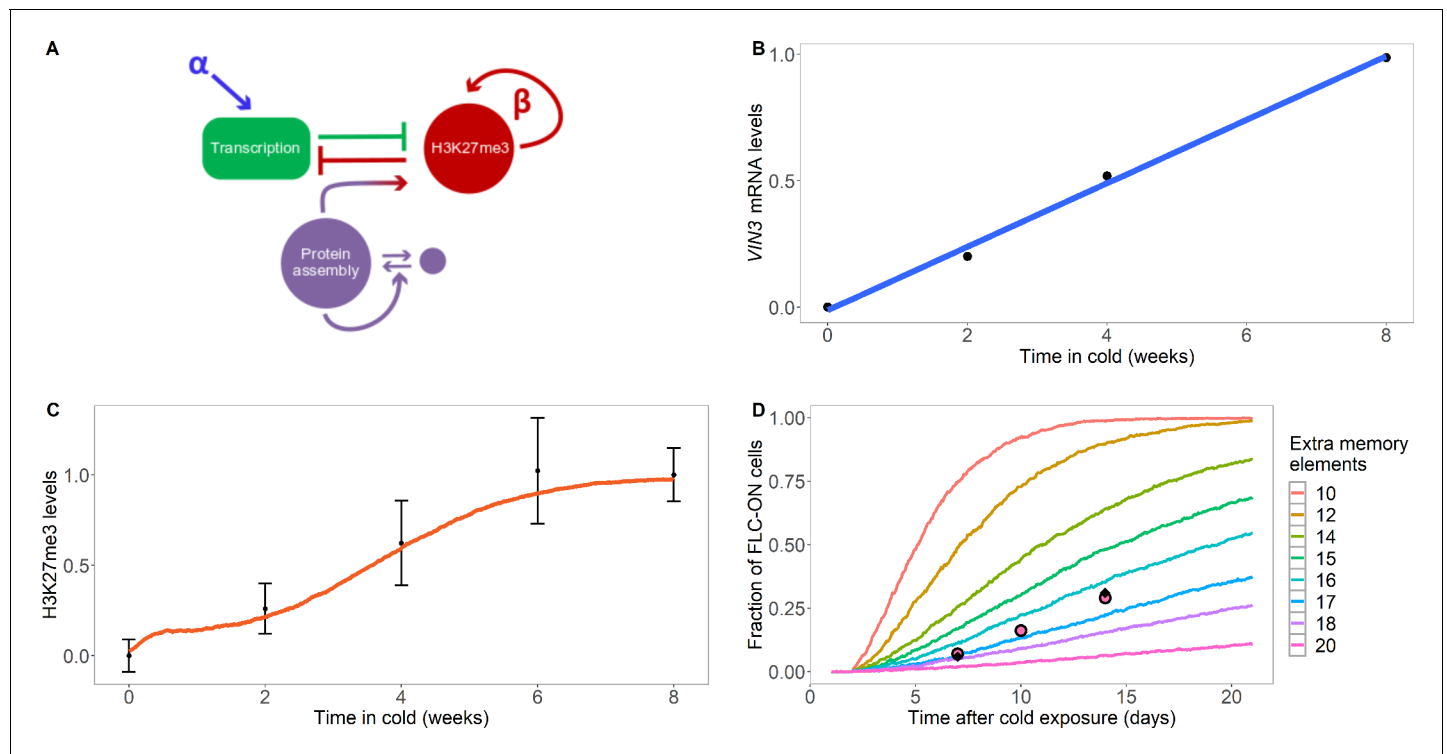 A
α
β
Transcription
H3K27me3
Protein
assembly
B
1.0
0.5
0.0
VIN3 mRNA levels
0 2 4 6 8
Time in cold (weeks)
C
1.0
0.5
0.0
H3K27me3 levels
0 2 4 6 8
Time in cold (weeks)
D
1.00
0.75
0.50
0.25
0.00
Fraction of FLC-ON cells
5 10 15 20
Time after cold exposure (days)
Extra memory
elements
10
12
14
15
16
17
18
20